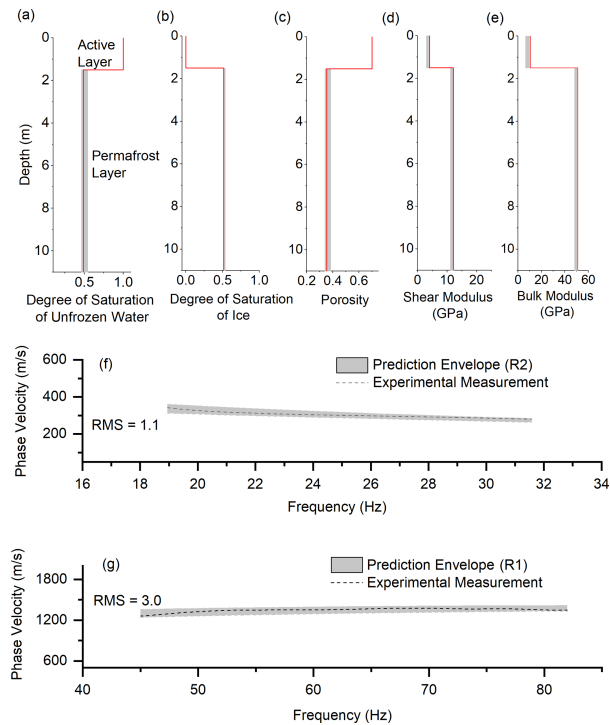 (a)
(b)
(c)
(d)
(e)
0
2
4
6
8
10
Depth (m)
Active
Layer
Permafrost
Layer
0.5
1.0
Degree of Saturation
of Unfrozen Water
0
2
4
6
8
10
0.0
0.5
1.0
Degree of Saturation
of Ice
0
2
4
6
8
10
0.2
0.4
0.6
Porosity
0
2
4
6
8
10
0
20
Shear Modulus
(GPa)
0
2
4
6
8
10
0
20
40
60
Bulk Modulus
(GPa)
(f)
Prediction Envelope (R2)
Experimental Measurement
RMS = 1.1
Phase Velocity (m/s)
600
400
200
16
18
20
22
24
26
28
30
32
34
Frequency (Hz)
(g)
Prediction Envelope (R1)
Experimental Measurement
RMS = 3.0
Phase Velocity (m/s)
1800
1200
600
40
50
60
70
80
Frequency (Hz)